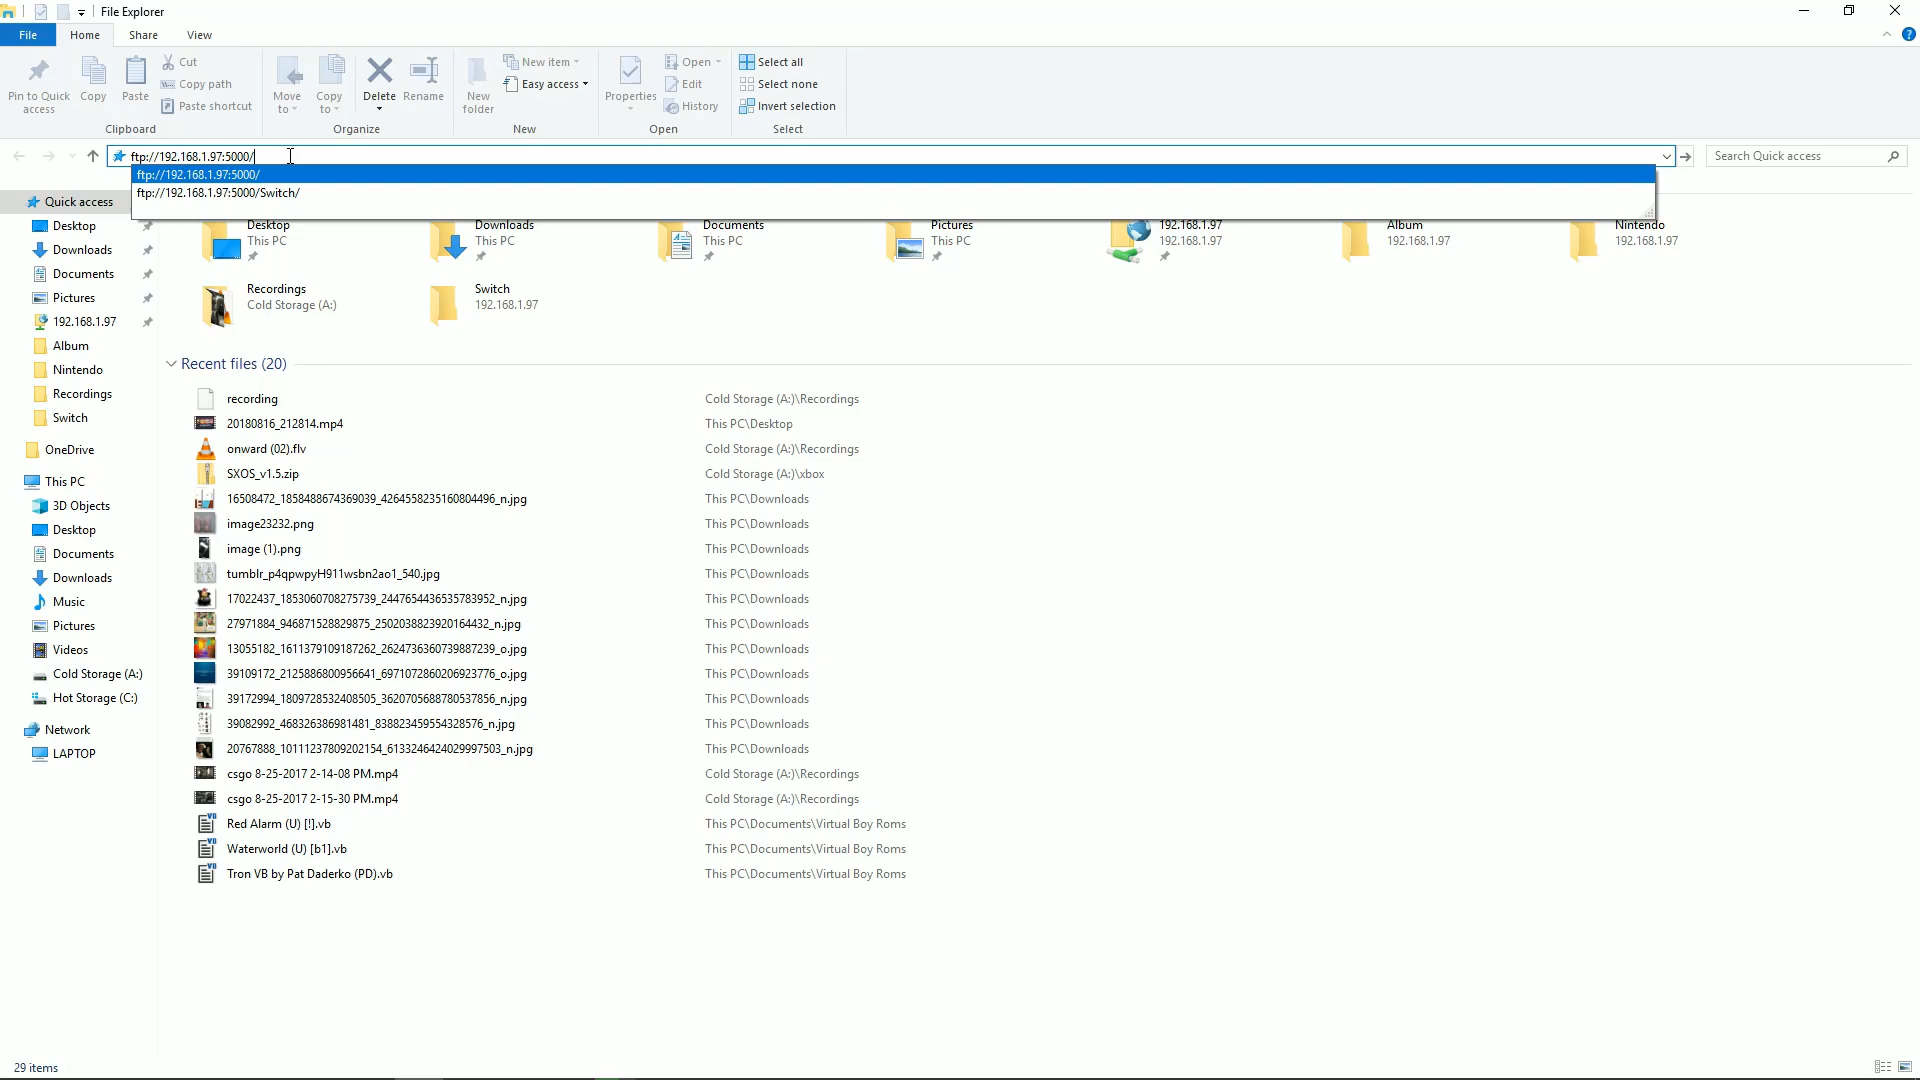 File Explorer
File Home Share View
Pin to Quick access
Copy
Paste
Cut
Copy path
Paste shortcut
Clipboard
Move to
Copy to
Delete
Rename
Organize
New folder
New item
Easy access
New
Properties
Open
Edit
History
Open
Select all
Select none
Invert selection
Select
ftp://192.168.1.97:5000/
Search Quick access
ftp://192.168.1.97:5000/
ftp://192.168.1.97:5000/Switch/
Quick access
Desktop
Downloads
Documents
Pictures
192.168.1.97
Album
Nintendo
Recordings
Switch
OneDrive
This PC
3D Objects
Desktop
Documents
Downloads
Music
Pictures
Videos
Cold Storage (A:)
Hot Storage (C:)
Network
LAPTOP
Desktop
This PC
Downloads
This PC
Documents
This PC
Pictures
This PC
192.168.1.97
192.168.1.97
Album
192.168.1.97
Nintendo
192.168.1.97
Recordings
Cold Storage (A:)
Switch
192.168.1.97
Recent files (20)
recording Cold Storage (A:)\Recordings
20180816_212814.mp4 This PC\Desktop
onward (02).flv Cold Storage (A:)\Recordings
SXOS_v1.5.zip Cold Storage (A:)\xbox
16508472_1858488674369039_4264558235160804496_n.jpg This PC\Downloads
image23232.png This PC\Downloads
image (1).png This PC\Downloads
tumblr_p4qpwpyH911wsbn2ao1_540.jpg This PC\Downloads
17022437_1853060708275739_2447654436535783952_n.jpg This PC\Downloads
27971884_946871528829875_2502038823920164432_n.jpg This PC\Downloads
13055182_1611379109187262_2624736360739887239_o.jpg This PC\Downloads
39109172_2125886800956641_6971072860206923776_o.jpg This PC\Downloads
39172994_1809728532408505_3620705688780537856_n.jpg This PC\Downloads
39082992_468326386981481_838823459554328576_n.jpg This PC\Downloads
20767888_10111237809202154_6133246424029997503_n.jpg This PC\Downloads
csgo 8-25-2017 2-14-08 PM.mp4 Cold Storage (A:)\Recordings
csgo 8-25-2017 2-15-30 PM.mp4 Cold Storage (A:)\Recordings
Red Alarm (U) [!].vb This PC\Documents\Virtual Boy Roms
Waterworld (U) [b1].vb This PC\Documents\Virtual Boy Roms
Tron VB by Pat Daderko (PD).vb This PC\Documents\Virtual Boy Roms
29 items